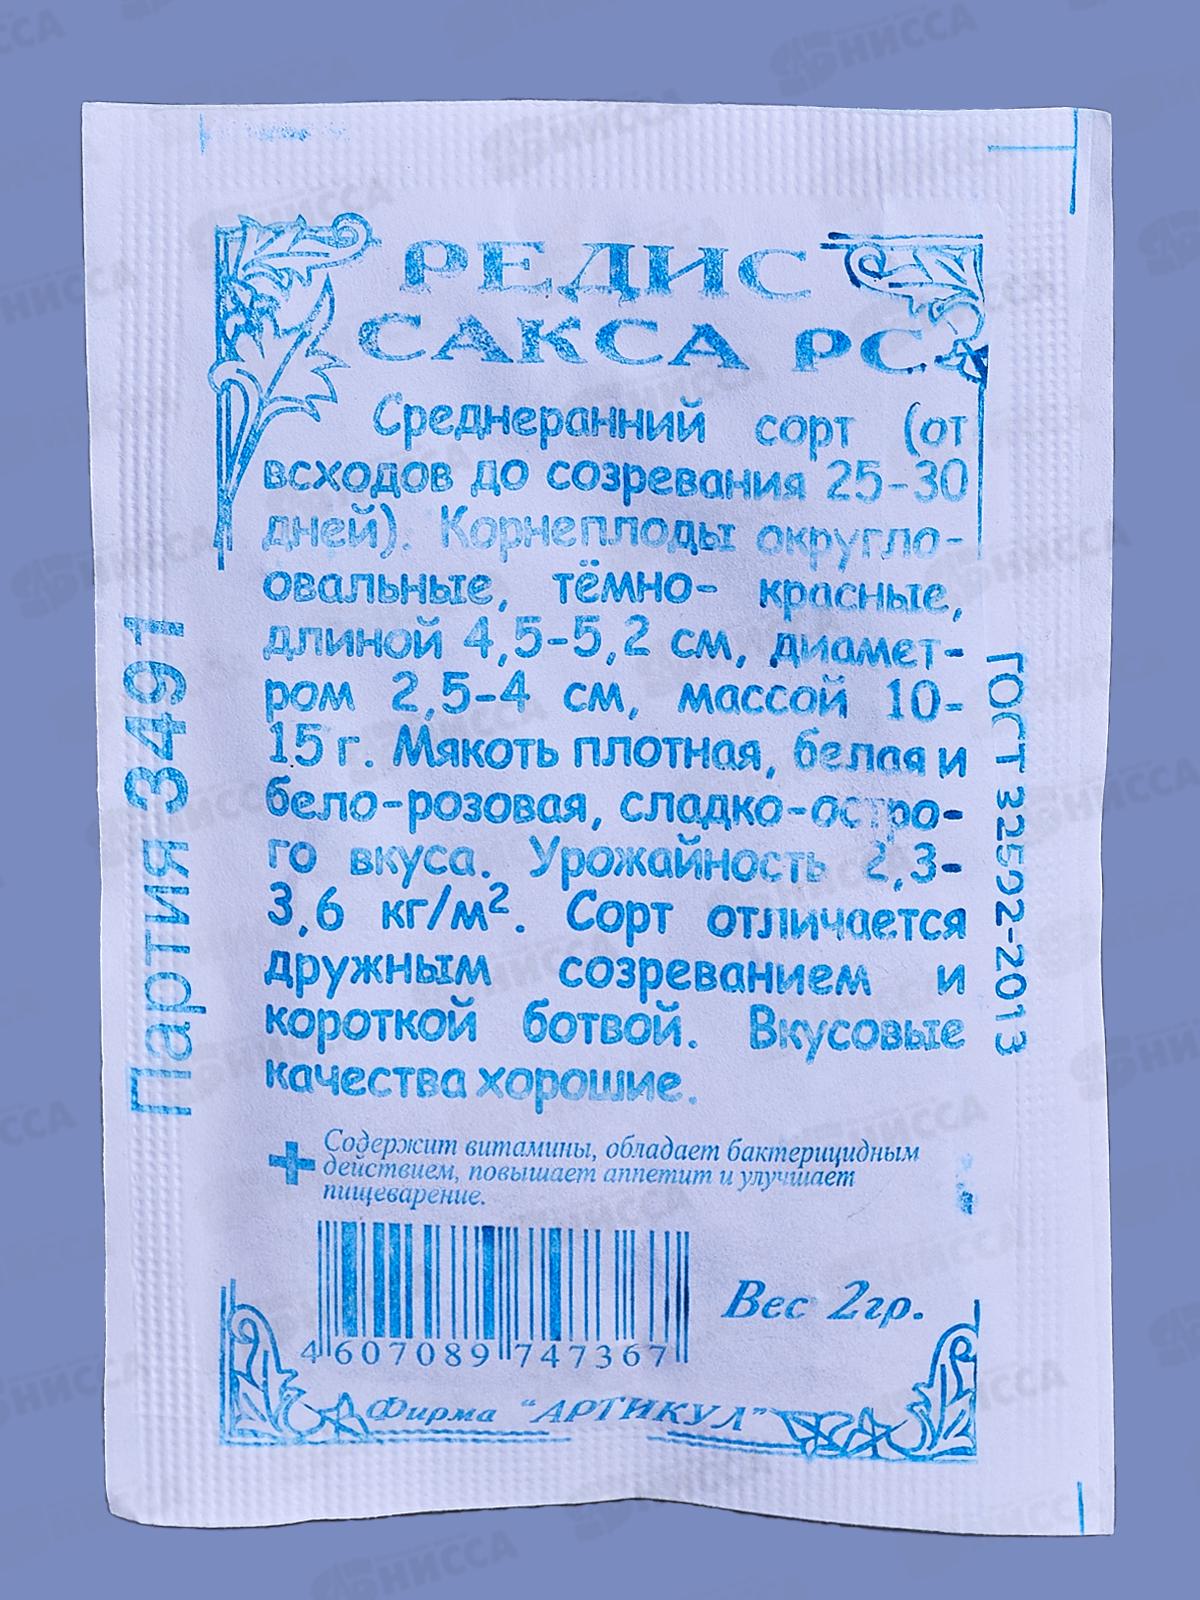 РЕДИС
САКСА РС
Среднеранний сорт (от
всходов до созревания 25-30
дней). Корнеплоды округло-
овальные, тёмно- красные,
длиной 4,5-5,2 см, диамет-
ром 2,5-4 см, массой 10-
15 г. Мякоть плотная, белая и
бело-розовая, сладко-остро-
го вкуса. Урожайность 2,3-
3,6 кг/м². Сорт отличается
дружным созреванием и
короткой ботвой. Вкусовые
качества хорошие.
Партия 3491
ГОСТ 32592-2013
+ Содержит витамины, обладает бактерицидным
действием, повышает аппетит и улучшает
пищеварение.
Вес 2гр.
4 607089 747367
Фирма "АРТИКУЛ"
НИССА